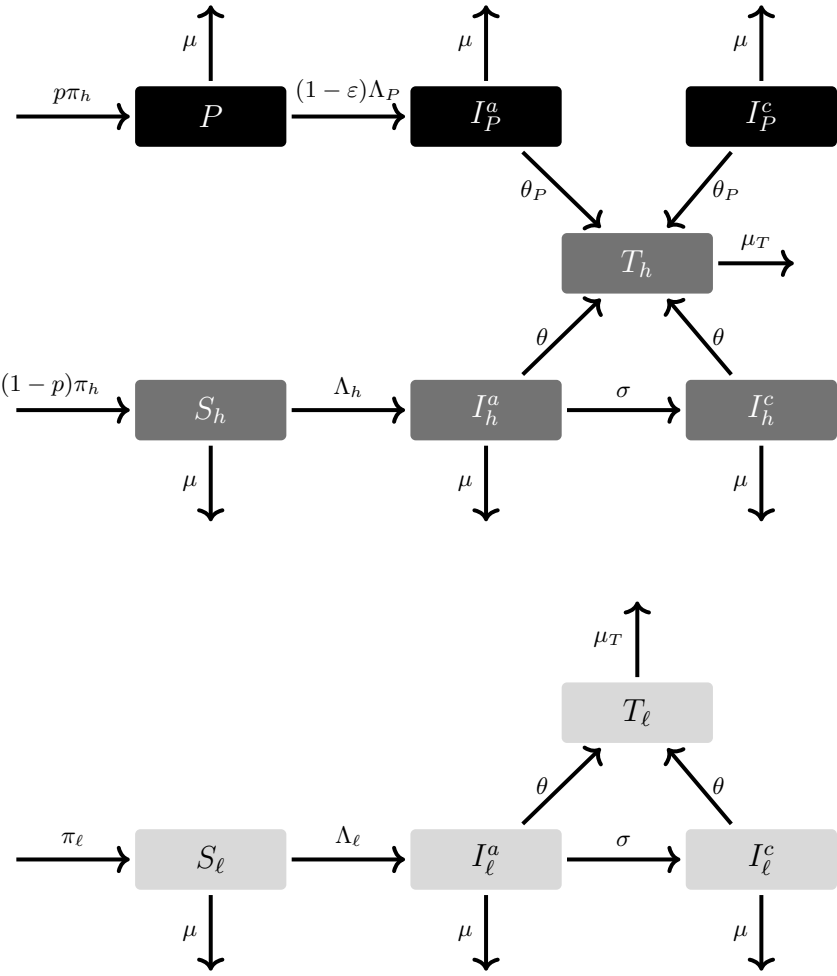 μ μ μ
pπ_h (1 − ε)Λ_P
P I_P^a I_P^c
θ_P θ_P
μ_T
T_h
θ θ
(1 − p)π_h Λ_h σ
S_h I_h^a I_h^c
μ μ μ
μ_T
T_ℓ
θ θ
π_ℓ Λ_ℓ σ
S_ℓ I_ℓ^a I_ℓ^c
μ μ μ